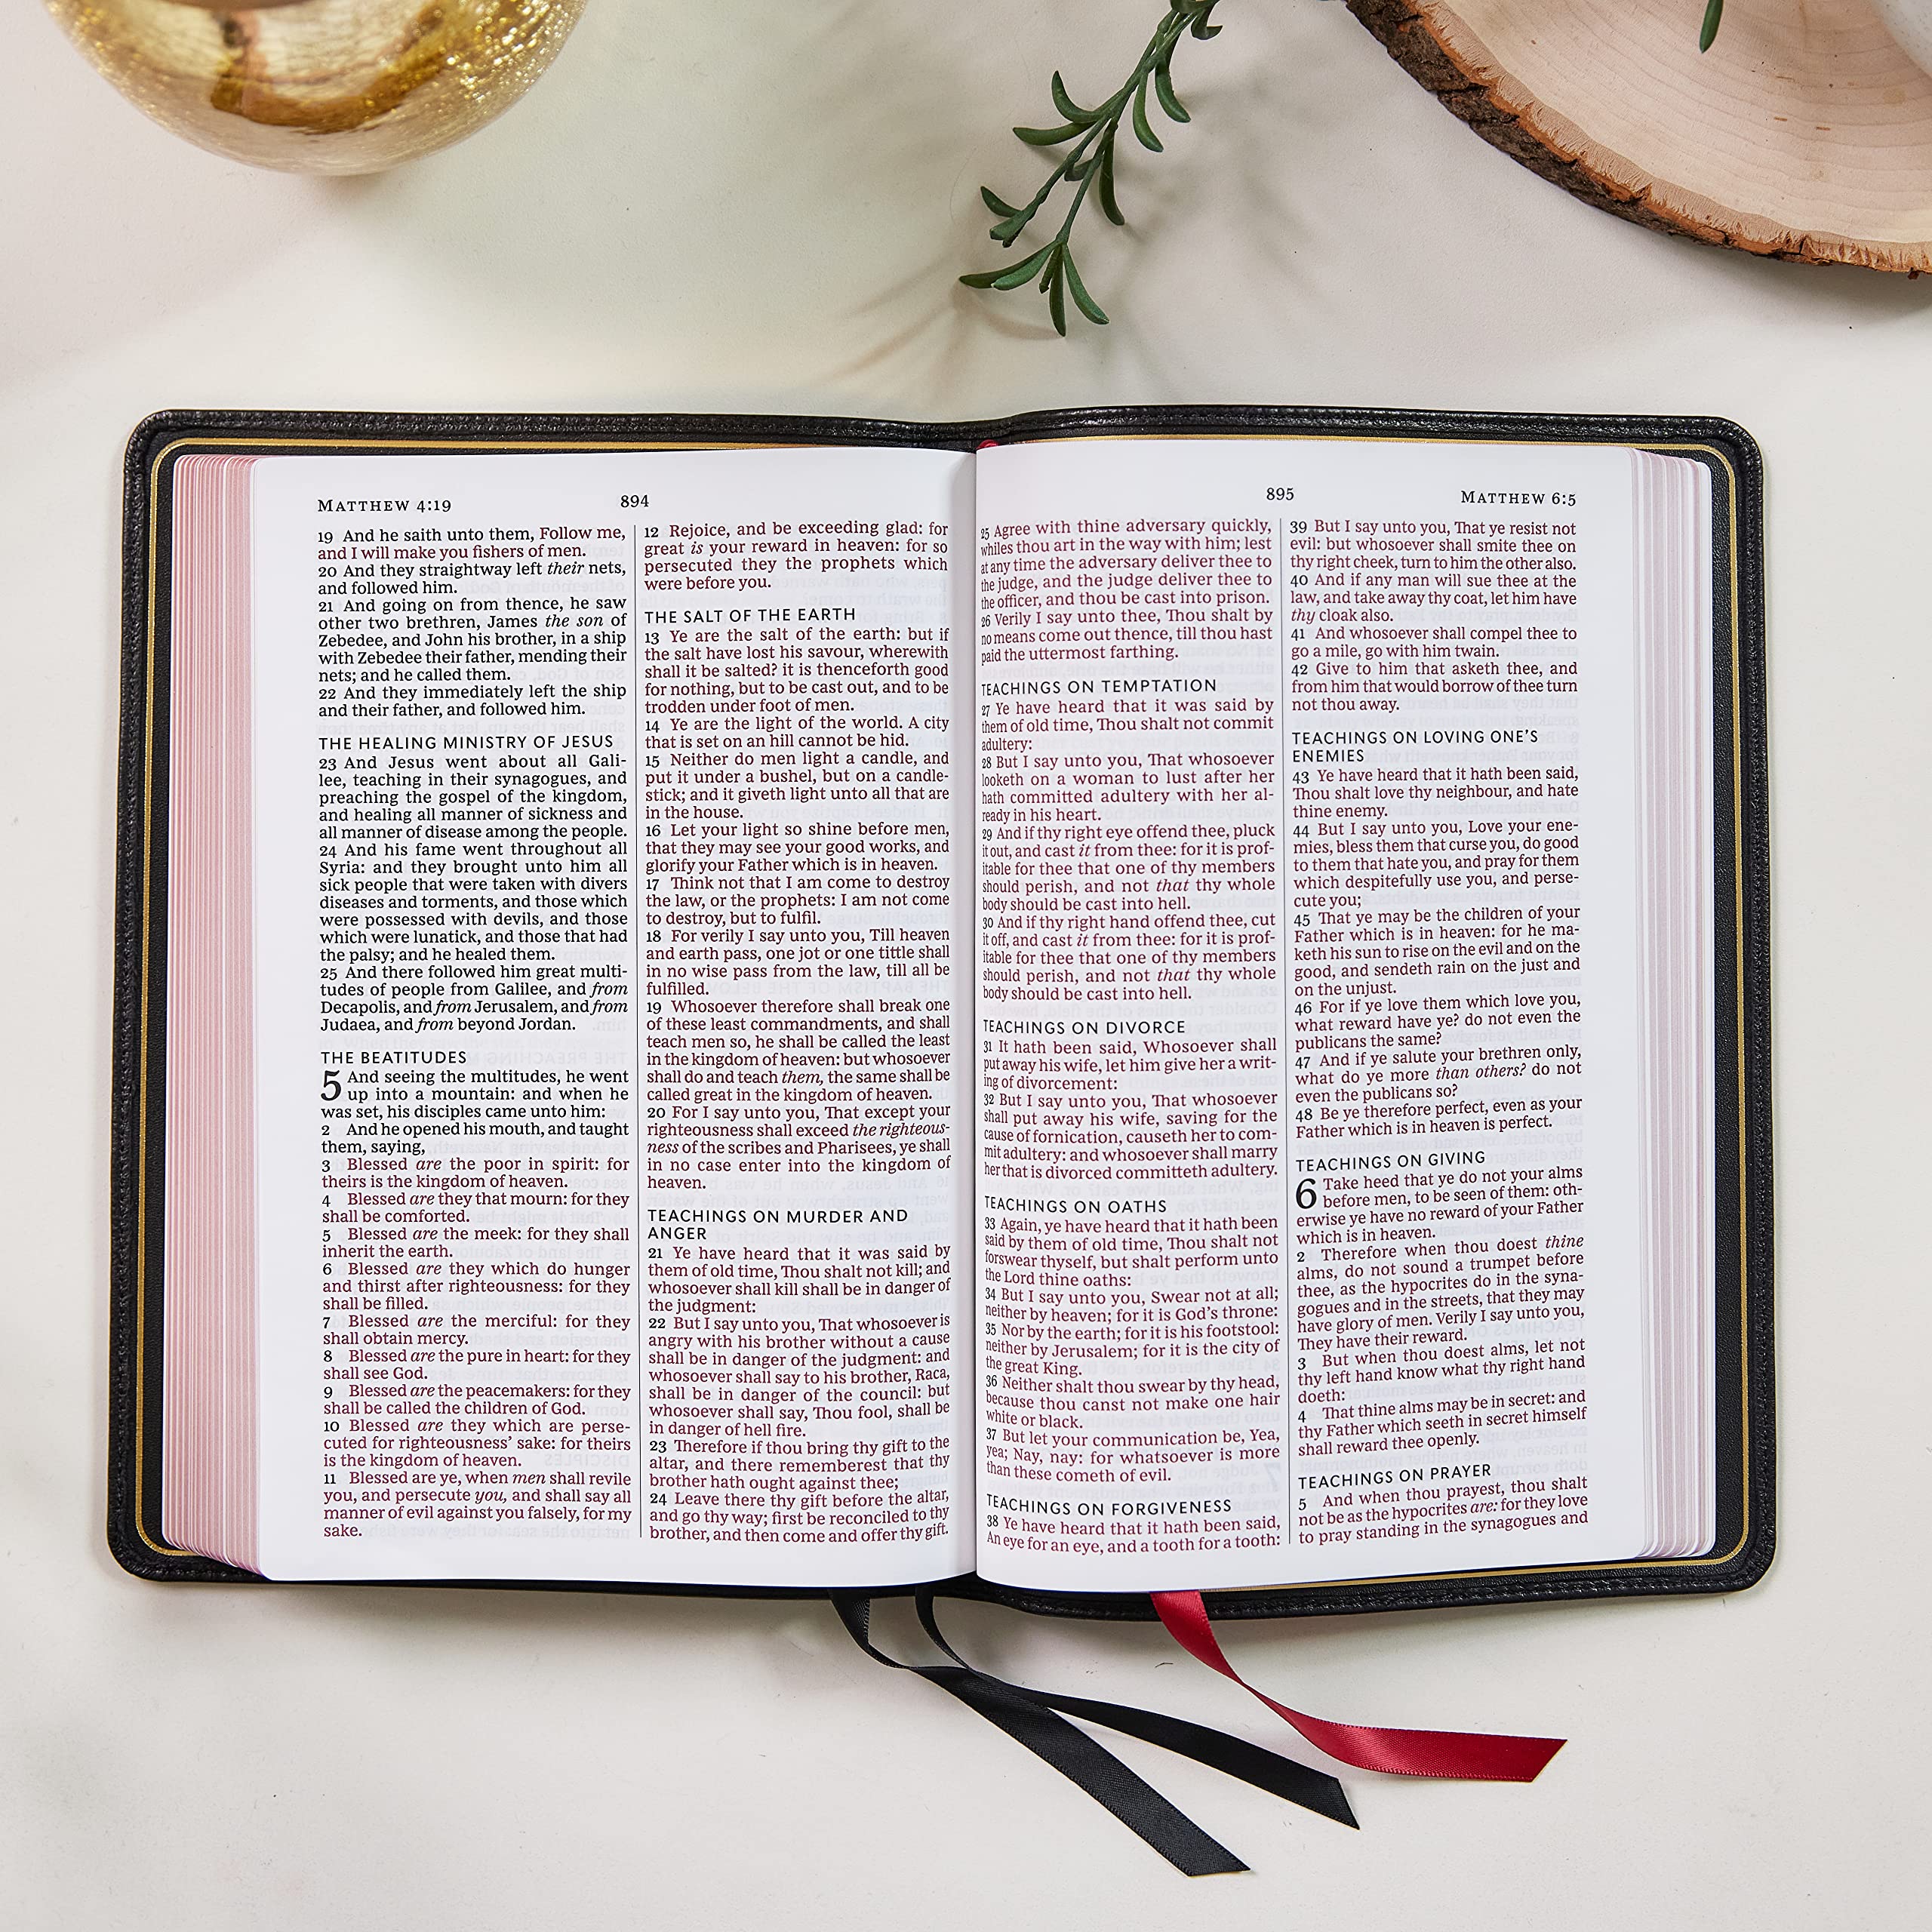 MATTHEW 4:19
894
19 And he saith unto them, Follow me,
and I will make you fishers of men.
20 And they straightway left their nets,
and followed him.
21 And going on from thence, he saw
other two brethren, James the son of
Zebedee, and John his brother, in a ship
with Zebedee their father, mending their
nets; and he called them.
22 And they immediately left the ship
and their father, and followed him.
THE HEALING MINISTRY OF JESUS
23 And Jesus went about all Gali-
lee, teaching in their synagogues, and
preaching the gospel of the kingdom,
and healing all manner of sickness and
all manner of disease among the people.
24 And his fame went throughout all
Syria: and they brought unto him all
sick people that were taken with divers
diseases and torments, and those which
were possessed with devils, and those
which were lunatick, and those that had
the palsy; and he healed them.
25 And there followed him great multi-
tudes of people from Galilee, and from
Decapolis, and from Jerusalem, and from
Judaea, and from beyond Jordan.
THE BEATITUDES
5 And seeing the multitudes, he went
up into a mountain: and when he
was set, his disciples came unto him:
2 And he opened his mouth, and taught
them, saying,
3 Blessed are the poor in spirit: for
theirs is the kingdom of heaven.
4 Blessed are they that mourn: for they
shall be comforted.
5 Blessed are the meek: for they shall
inherit the earth.
6 Blessed are they which do hunger
and thirst after righteousness: for they
shall be filled.
7 Blessed are the merciful: for they
shall obtain mercy.
8 Blessed are the pure in heart: for they
shall see God.
9 Blessed are the peacemakers: for they
shall be called the children of God.
10 Blessed are they which are perse-
cuted for righteousness' sake: for theirs
is the kingdom of heaven.
11 Blessed are ye, when men shall revile
you, and persecute you, and shall say all
manner of evil against you falsely, for my
sake.
12 Rejoice, and be exceeding glad: for
great is your reward in heaven: for so
persecuted they the prophets which
were before you.
THE SALT OF THE EARTH
13 Ye are the salt of the earth: but if
the salt have lost his savour, wherewith
shall it be salted? it is thenceforth good
for nothing, but to be cast out, and to be
trodden under foot of men.
14 Ye are the light of the world. A city
that is set on an hill cannot be hid.
15 Neither do men light a candle, and
put it under a bushel, but on a candle-
stick; and it giveth light unto all that are
in the house.
16 Let your light so shine before men,
that they may see your good works, and
glorify your Father which is in heaven.
17 Think not that I am come to destroy
the law, or the prophets: I am not come
to destroy, but to fulfil.
18 For verily I say unto you, Till heaven
and earth pass, one jot or one tittle shall
in no wise pass from the law, till all be
fulfilled.
19 Whosoever therefore shall break one
of these least commandments, and shall
teach men so, he shall be called the least
in the kingdom of heaven: but whosoever
shall do and teach them, the same shall be
called great in the kingdom of heaven.
20 For I say unto you, That except your
righteousness shall exceed the righteous-
ness of the scribes and Pharisees, ye shall
in no case enter into the kingdom of
heaven.
TEACHINGS ON MURDER AND
ANGER
21 Ye have heard that it was said by
them of old time, Thou shalt not kill; and
whosoever shall kill shall be in danger of
the judgment:
22 But I say unto you, That whosoever is
angry with his brother without a cause
shall be in danger of the judgment: and
whosoever shall say to his brother, Raca,
shall be in danger of the council: but
whosoever shall say, Thou fool, shall be
in danger of hell fire.
23 Therefore if thou bring thy gift to the
altar, and there rememberest that thy
brother hath ought against thee;
24 Leave there thy gift before the altar,
and go thy way; first be reconciled to thy
brother, and then come and offer thy gift.
895
MATTHEW 6:5
25 Agree with thine adversary quickly,
whiles thou art in the way with him; lest
at any time the adversary deliver thee to
the judge, and the judge deliver thee to
the officer, and thou be cast into prison.
26 Verily I say unto thee, Thou shalt by
no means come out thence, till thou hast
paid the uttermost farthing.
TEACHINGS ON TEMPTATION
27 Ye have heard that it was said by
them of old time, Thou shalt not commit
adultery:
28 But I say unto you, That whosoever
looketh on a woman to lust after her
hath committed adultery with her al-
ready in his heart.
29 And if thy right eye offend thee, pluck
it out, and cast it from thee: for it is prof-
itable for thee that one of thy members
should perish, and not that thy whole
body should be cast into hell.
30 And if thy right hand offend thee, cut
it off, and cast it from thee: for it is prof-
itable for thee that one of thy members
should perish, and not that thy whole
body should be cast into hell.
TEACHINGS ON DIVORCE
31 It hath been said, Whosoever shall
put away his wife, let him give her a writ-
ing of divorcement:
32 But I say unto you, That whosoever
shall put away his wife, saving for the
cause of fornication, causeth her to com-
mit adultery: and whosoever shall marry
her that is divorced committeth adultery.
TEACHINGS ON OATHS
33 Again, ye have heard that it hath been
said by them of old time, Thou shalt not
forswear thyself, but shalt perform unto
the Lord thine oaths:
34 But I say unto you, Swear not at all;
neither by heaven; for it is God's throne:
35 Nor by the earth; for it is his footstool:
neither by Jerusalem; for it is the city of
the great King.
36 Neither shalt thou swear by thy head,
because thou canst not make one hair
white or black.
37 But let your communication be, Yea,
yea; Nay, nay: for whatsoever is more
than these cometh of evil.
TEACHINGS ON FORGIVENESS
38 Ye have heard that it hath been said,
An eye for an eye, and a tooth for a tooth:
39 But I say unto you, That ye resist not
evil: but whosoever shall smite thee on
thy right cheek, turn to him the other also.
40 And if any man will sue thee at the
law, and take away thy coat, let him have
thy cloak also.
41 And whosoever shall compel thee to
go a mile, go with him twain.
42 Give to him that asketh thee, and
from him that would borrow of thee turn
not thou away.
TEACHINGS ON LOVING ONE'S
ENEMIES
43 Ye have heard that it hath been said,
Thou shalt love thy neighbour, and hate
thine enemy.
44 But I say unto you, Love your ene-
mies, bless them that curse you, do good
to them that hate you, and pray for them
which despitefully use you, and perse-
cute you;
45 That ye may be the children of your
Father which is in heaven: for he ma-
keth his sun to rise on the evil and on the
good, and sendeth rain on the just and
on the unjust.
46 For if ye love them which love you,
what reward have ye? do not even the
publicans the same?
47 And if ye salute your brethren only,
what do ye more than others? do not
even the publicans so?
48 Be ye therefore perfect, even as your
Father which is in heaven is perfect.
TEACHINGS ON GIVING
6 Take heed that ye do not your alms
before men, to be seen of them: oth-
erwise ye have no reward of your Father
which is in heaven.
2 Therefore when thou doest thine
alms, do not sound a trumpet before
thee, as the hypocrites do in the syna-
gogues and in the streets, that they may
have glory of men. Verily I say unto you,
They have their reward.
3 But when thou doest alms, let not
thy left hand know what thy right hand
doeth:
4 That thine alms may be in secret: and
thy Father which seeth in secret himself
shall reward thee openly.
TEACHINGS ON PRAYER
5 And when thou prayest, thou shalt
not be as the hypocrites are: for they love
to pray standing in the synagogues and